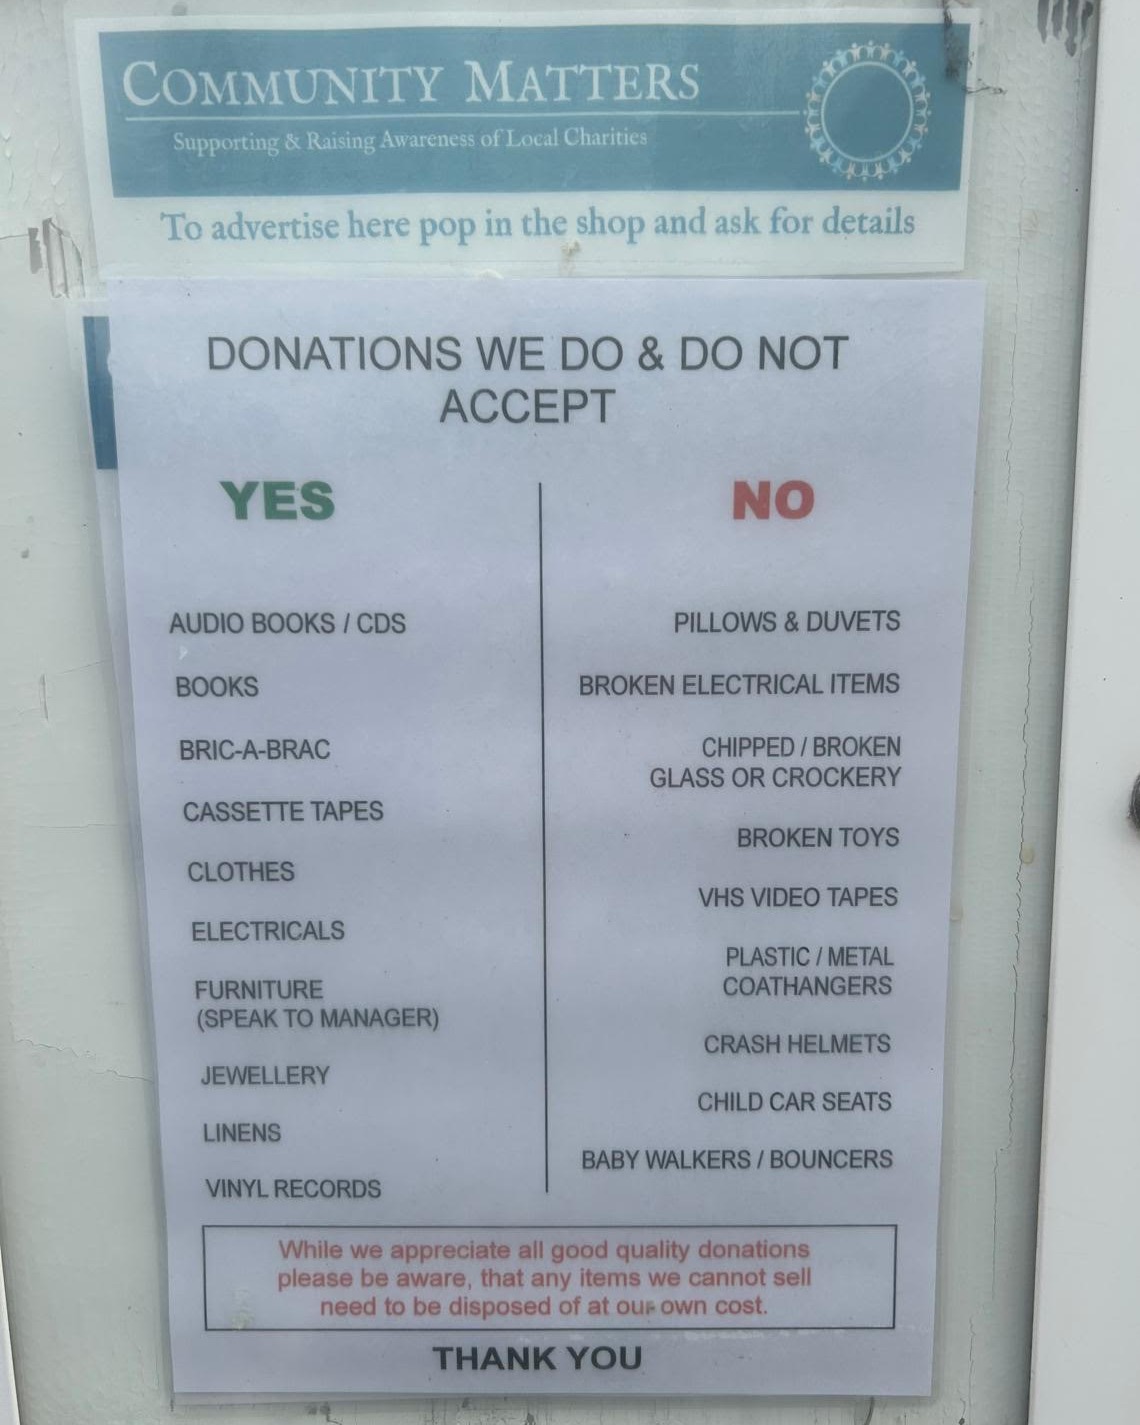 COMMUNITY MATTERS
Supporting & Raising Awareness of Local Charities
To advertise here pop in the shop and ask for details
DONATIONS WE DO & DO NOT
ACCEPT
YES
AUDIO BOOKS / CDS
BOOKS
BRIC-A-BRAC
CASSETTE TAPES
CLOTHES
ELECTRICALS
FURNITURE
(SPEAK TO MANAGER)
JEWELLERY
LINENS
VINYL RECORDS
NO
PILLOWS & DUVETS
BROKEN ELECTRICAL ITEMS
CHIPPED / BROKEN
GLASS OR CROCKERY
BROKEN TOYS
VHS VIDEO TAPES
PLASTIC / METAL
COATHANGERS
CRASH HELMETS
CHILD CAR SEATS
BABY WALKERS / BOUNCERS
While we appreciate all good quality donations
please be aware, that any items we cannot sell
need to be disposed of at our own cost.
THANK YOU